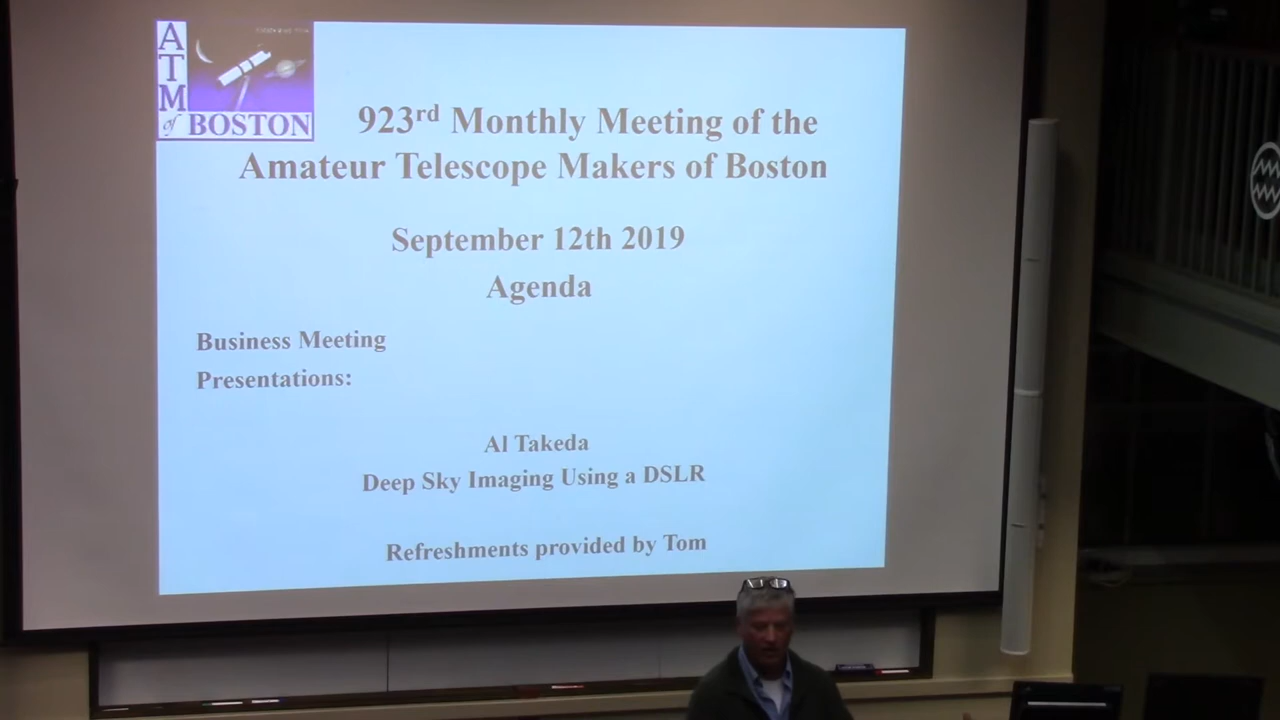 ATM
of BOSTON
923rd Monthly Meeting of the
Amateur Telescope Makers of Boston
September 12th 2019
Agenda
Business Meeting
Presentations:
Al Takeda
Deep Sky Imaging Using a DSLR
Refreshments provided by Tom